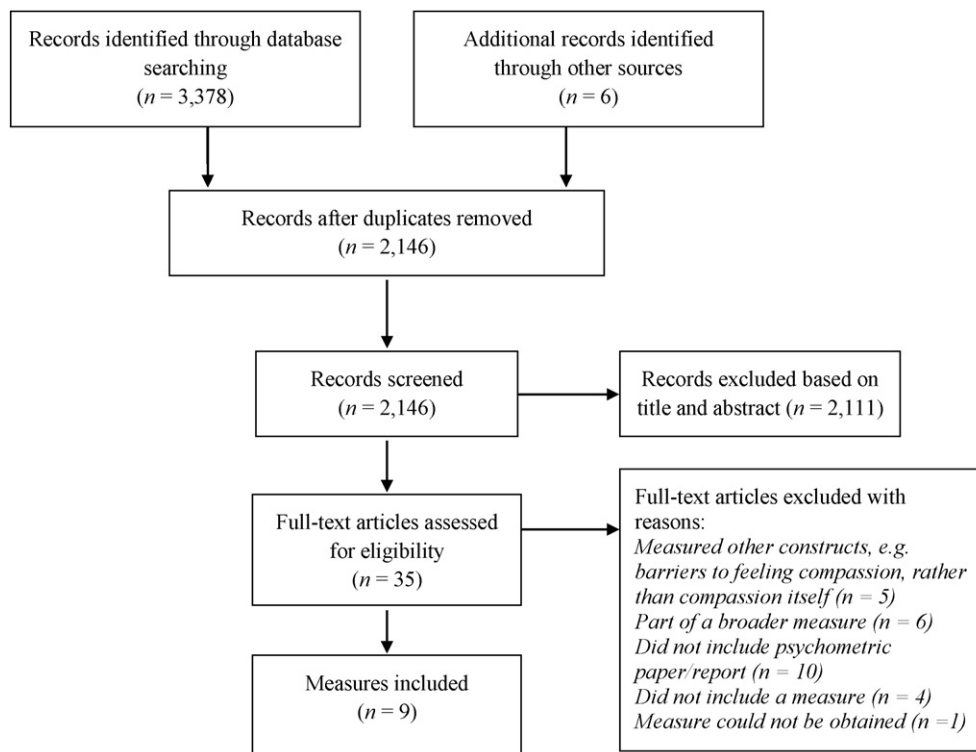 Records identified through database
searching
(n = 3,378)
Additional records identified
through other sources
(n = 6)
Records after duplicates removed
(n = 2,146)
Records screened
(n = 2,146)
Records excluded based on
title and abstract (n = 2,111)
Full-text articles assessed
for eligibility
(n = 35)
Full-text articles excluded with
reasons:
Measured other constructs, e.g.
barriers to feeling compassion, rather
than compassion itself (n = 5)
Part of a broader measure (n = 6)
Did not include psychometric
paper/report (n = 10)
Did not include a measure (n = 4)
Measure could not be obtained (n =1)
Measures included
(n = 9)